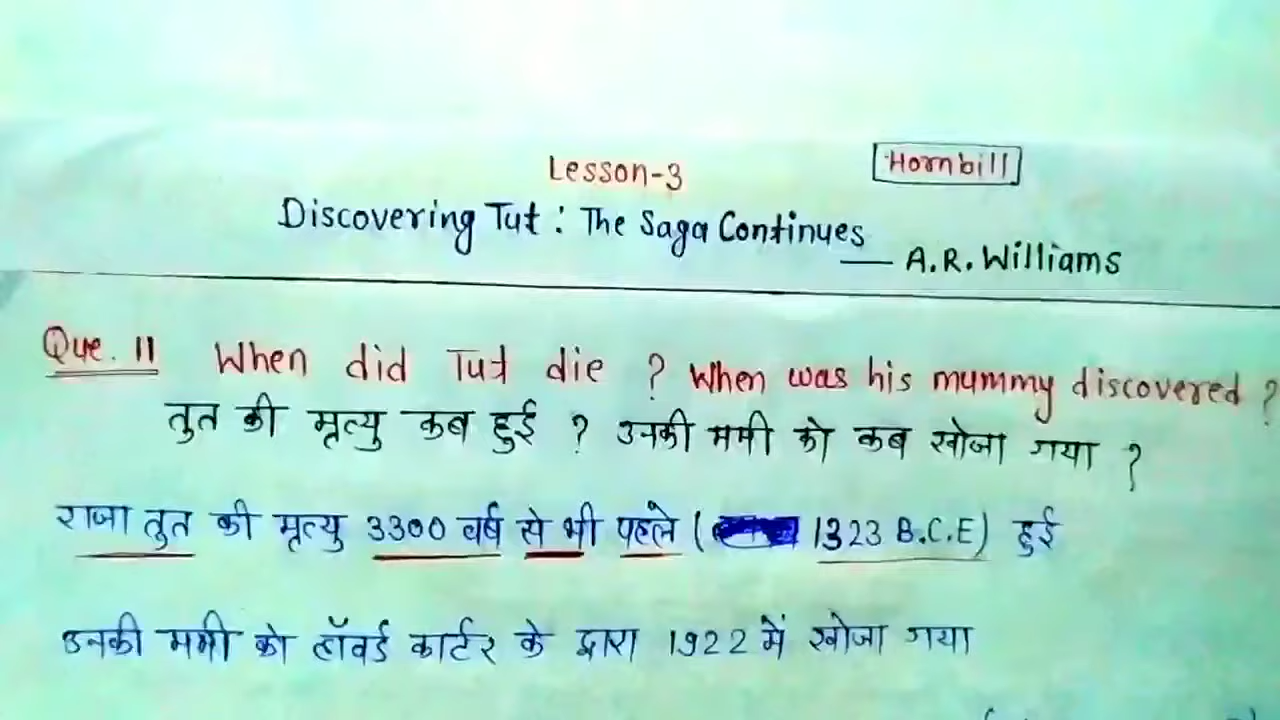 Lesson-3
Hornbill
Discovering Tut : The Saga Continues
— A.R. Williams
Que. 11 When did Tut die ? When was his mummy discovered ?
तुत की मृत्यु कब हुई ? उनकी ममी को कब खोजा गया ?
राजा तुत की मृत्यु 3300 वर्ष से भी पहले ( 1323 B.C.E) हुई
उनकी ममी को हॉवर्ड कार्टर के द्वारा 1922 में खोजा गया